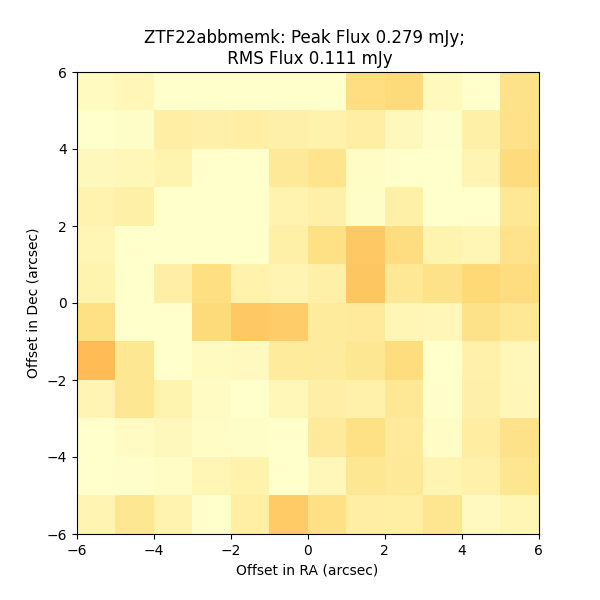 ZTF22abbmemk: Peak Flux 0.279 mJy;
RMS Flux 0.111 mJy
6
4
2
0
−2
−4
−6
Offset in Dec (arcsec)
−6 −4 −2 0 2 4 6
Offset in RA (arcsec)